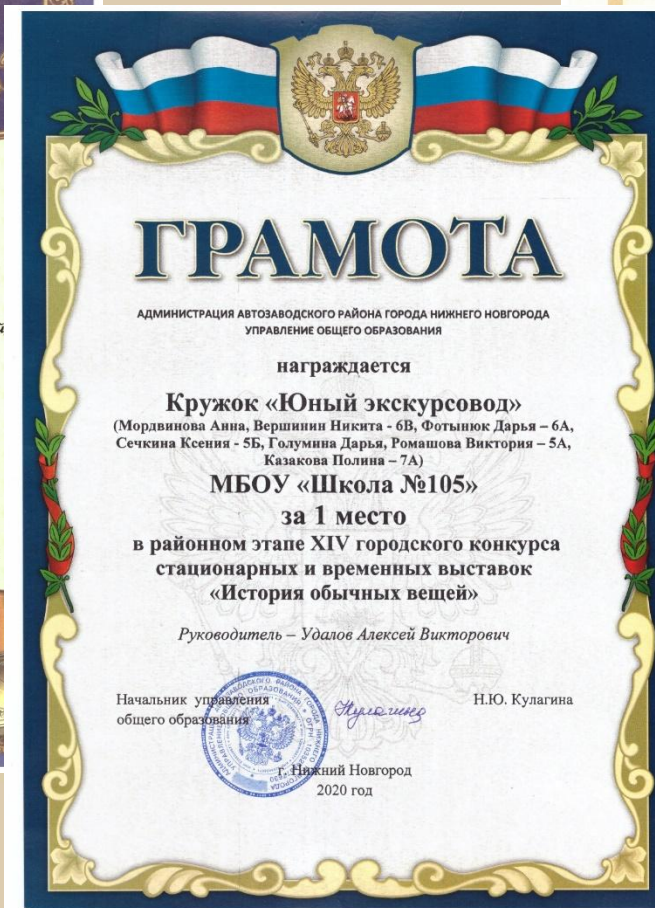 ГРАМОТА
АДМИНИСТРАЦИЯ АВТОЗАВОДСКОГО РАЙОНА ГОРОДА НИЖНЕГО НОВГОРОДА
УПРАВЛЕНИЕ ОБЩЕГО ОБРАЗОВАНИЯ
награждается
Кружок «Юный экскурсовод»
(Мордвинова Анна, Вершинин Никита - 6В, Фотынюк Дарья – 6А,
Сечкина Ксения - 5Б, Голумина Дарья, Ромашова Виктория – 5А,
Казакова Полина – 7А)
МБОУ «Школа №105»
за 1 место
в районном этапе XIV городского конкурса
стационарных и временных выставок
«История обычных вещей»
Руководитель – Удалов Алексей Викторович
Начальник управления
общего образования
Н.Ю. Кулагина
г. Нижний Новгород
2020 год